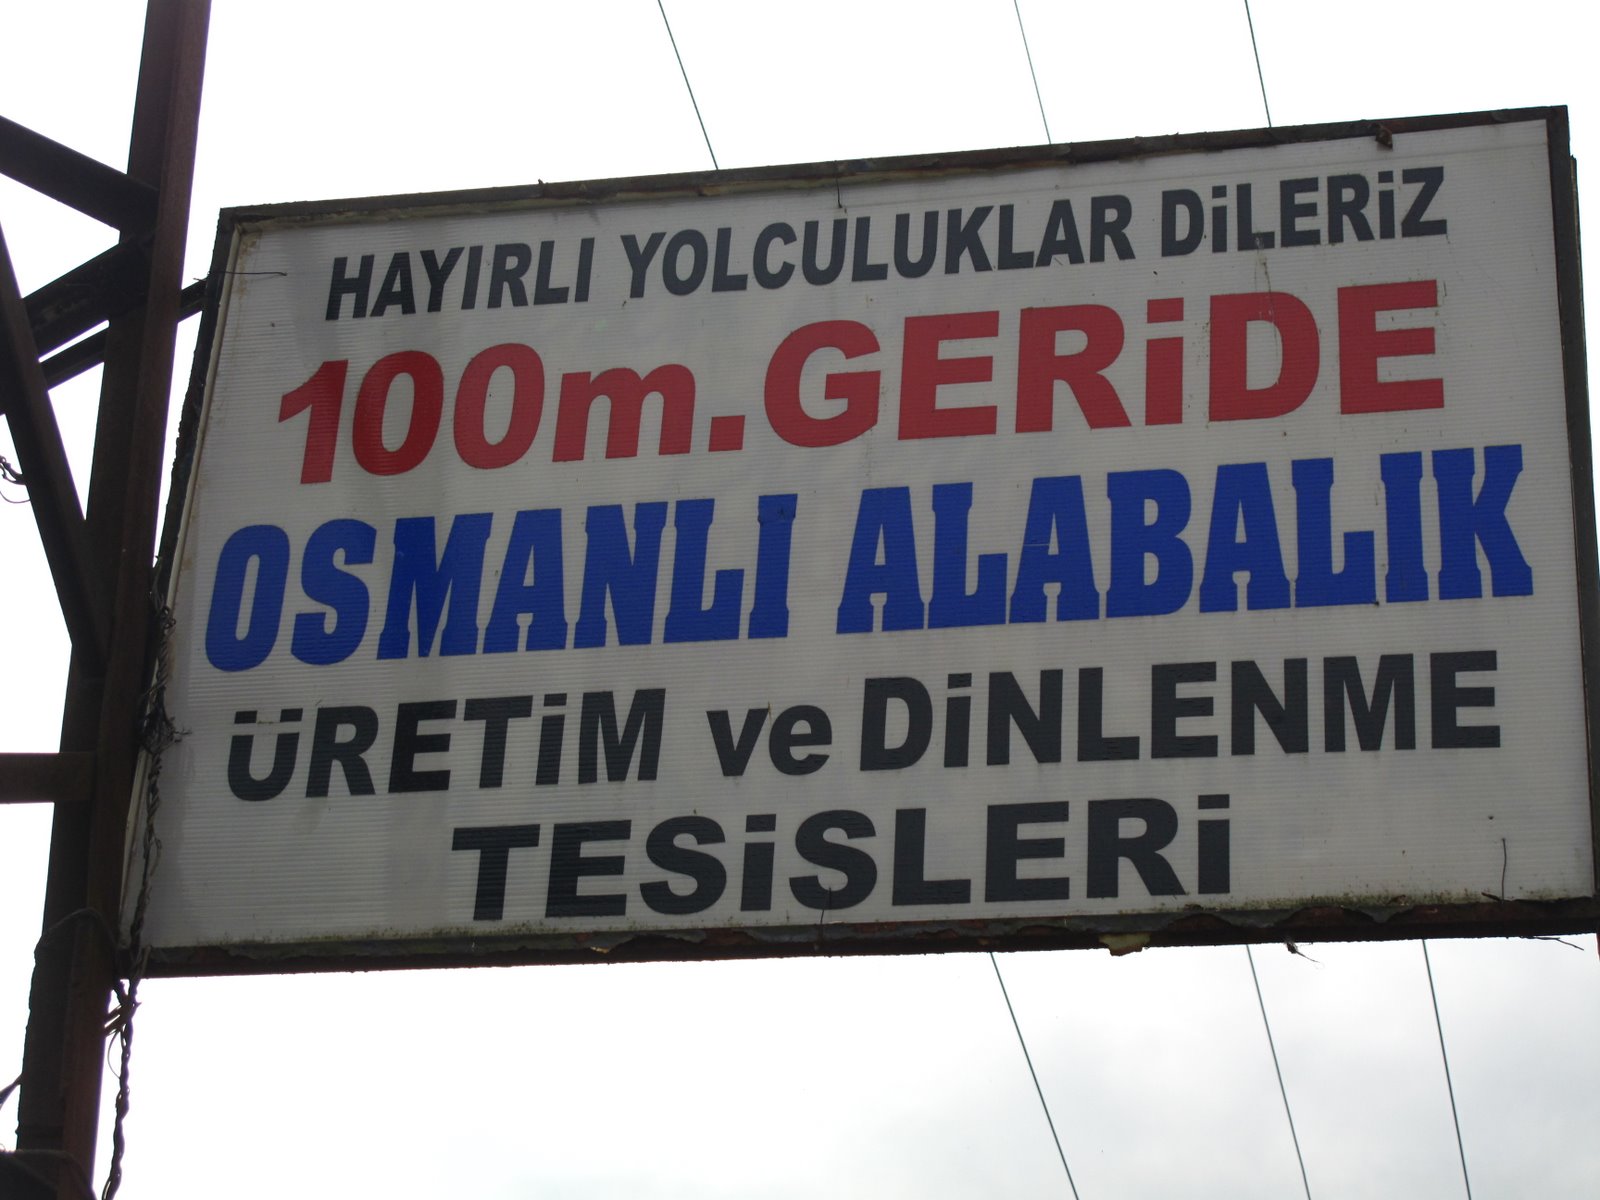 HAYIRLI YOLCULUKLAR DiLERiZ
100m.GERiDE
OSMANLI ALABALIK
ÜRETiM ve DiNLENME
TESiSLERi